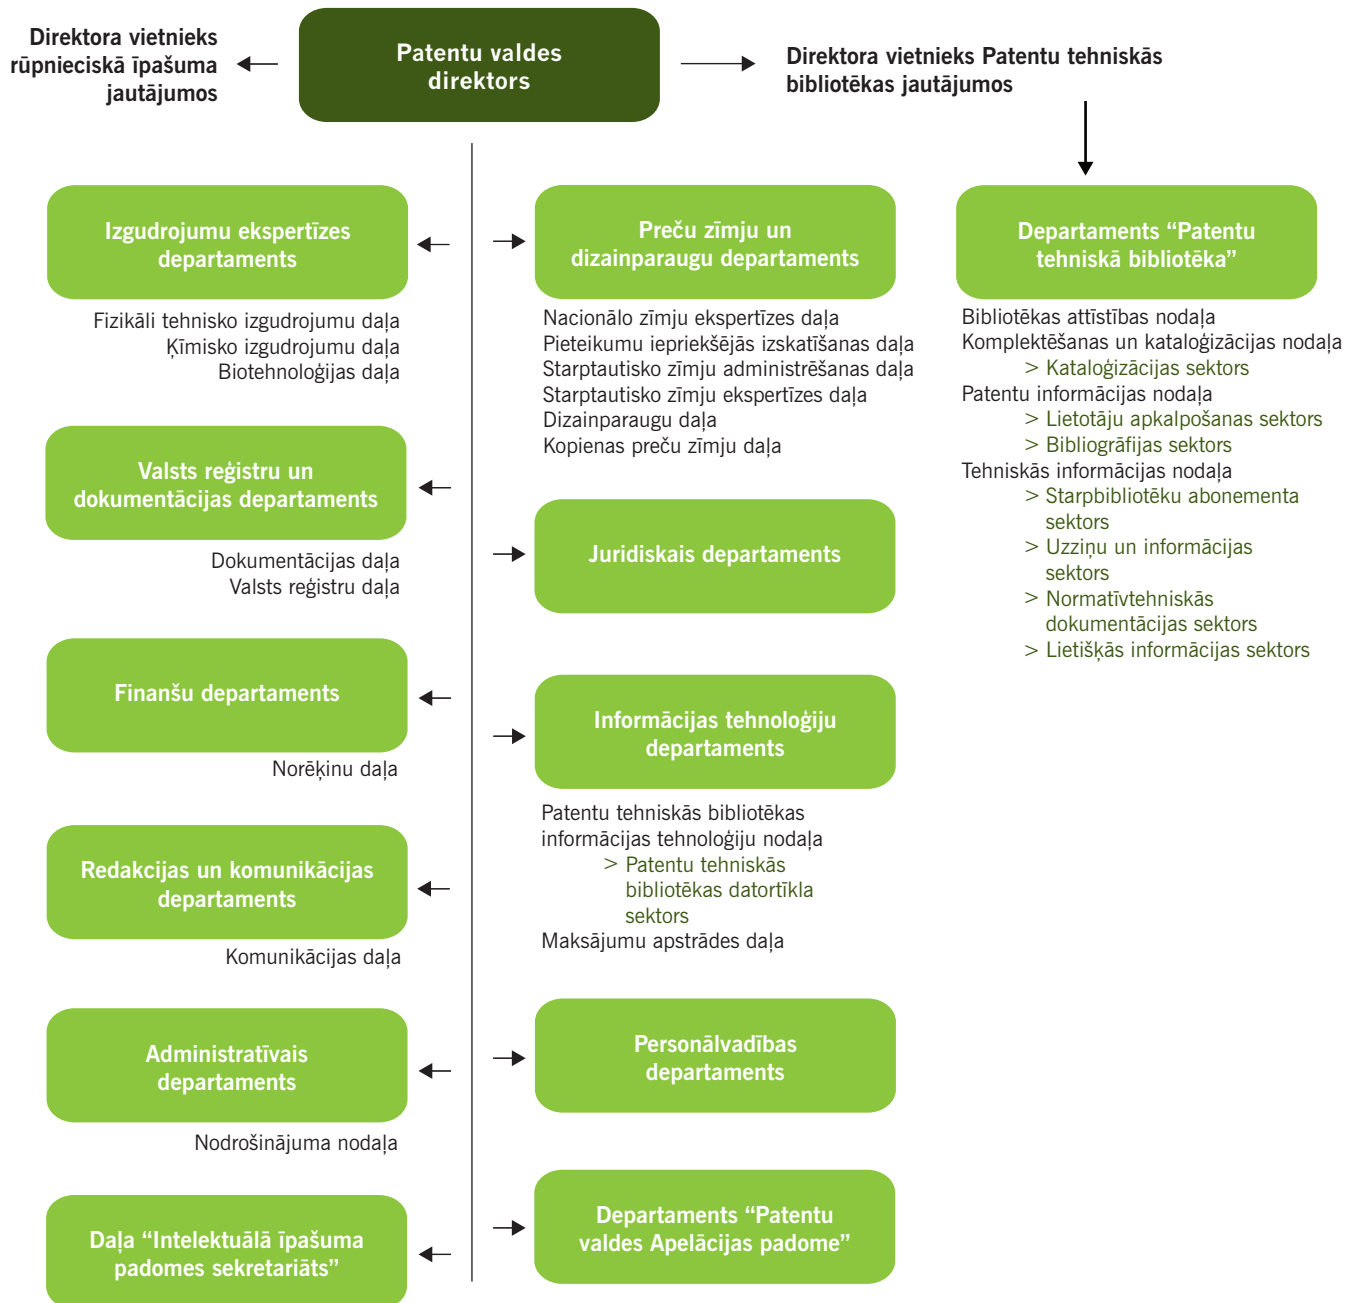 Direktora vietnieks
rūpnieciskā īpašuma
jautājumos
Patentu valdes
direktors
Direktora vietnieks Patentu tehniskās
bibliotēkas jautājumos
Izgudrojumu ekspertīzes
departaments
Fizikāli tehnisko izgudrojumu daļa
Ķīmisko izgudrojumu daļa
Biotehnoloģijas daļa
Valsts reģistru un
dokumentācijas departaments
Dokumentācijas daļa
Valsts reģistru daļa
Finanšu departaments
Norēķinu daļa
Redakcijas un komunikācijas
departaments
Komunikācijas daļa
Administratīvais
departaments
Nodrošinājuma nodaļa
Daļa “Intelektuālā īpašuma
padomes sekretariāts”
Preču zīmju un
dizainparaugu departaments
Nacionālo zīmju ekspertīzes daļa
Pieteikumu iepriekšējās izskatīšanas daļa
Starptautisko zīmju administrēšanas daļa
Starptautisko zīmju ekspertīzes daļa
Dizainparaugu daļa
Kopienas preču zīmju daļa
Juridiskais departaments
Informācijas tehnoloģiju
departaments
Patentu tehniskās bibliotēkas
informācijas tehnoloģiju nodaļa
> Patentu tehniskās
bibliotēkas datortīkla
sektors
Maksājumu apstrādes daļa
Personālvadības
departaments
Departaments “Patentu
valdes Apelācijas padome”
Departaments “Patentu
tehniskā bibliotēka”
Bibliotēkas attīstības nodaļa
Komplektēšanas un kataloģizācijas nodaļa
> Kataloģizācijas sektors
Patentu informācijas nodaļa
> Lietotāju apkalpošanas sektors
> Bibliogrāfijas sektors
Tehniskās informācijas nodaļa
> Starpbibliotēku abonementa
sektors
> Uzziņu un informācijas
sektors
> Normatīvtehniskās
dokumentācijas sektors
> Lietišķās informācijas sektors